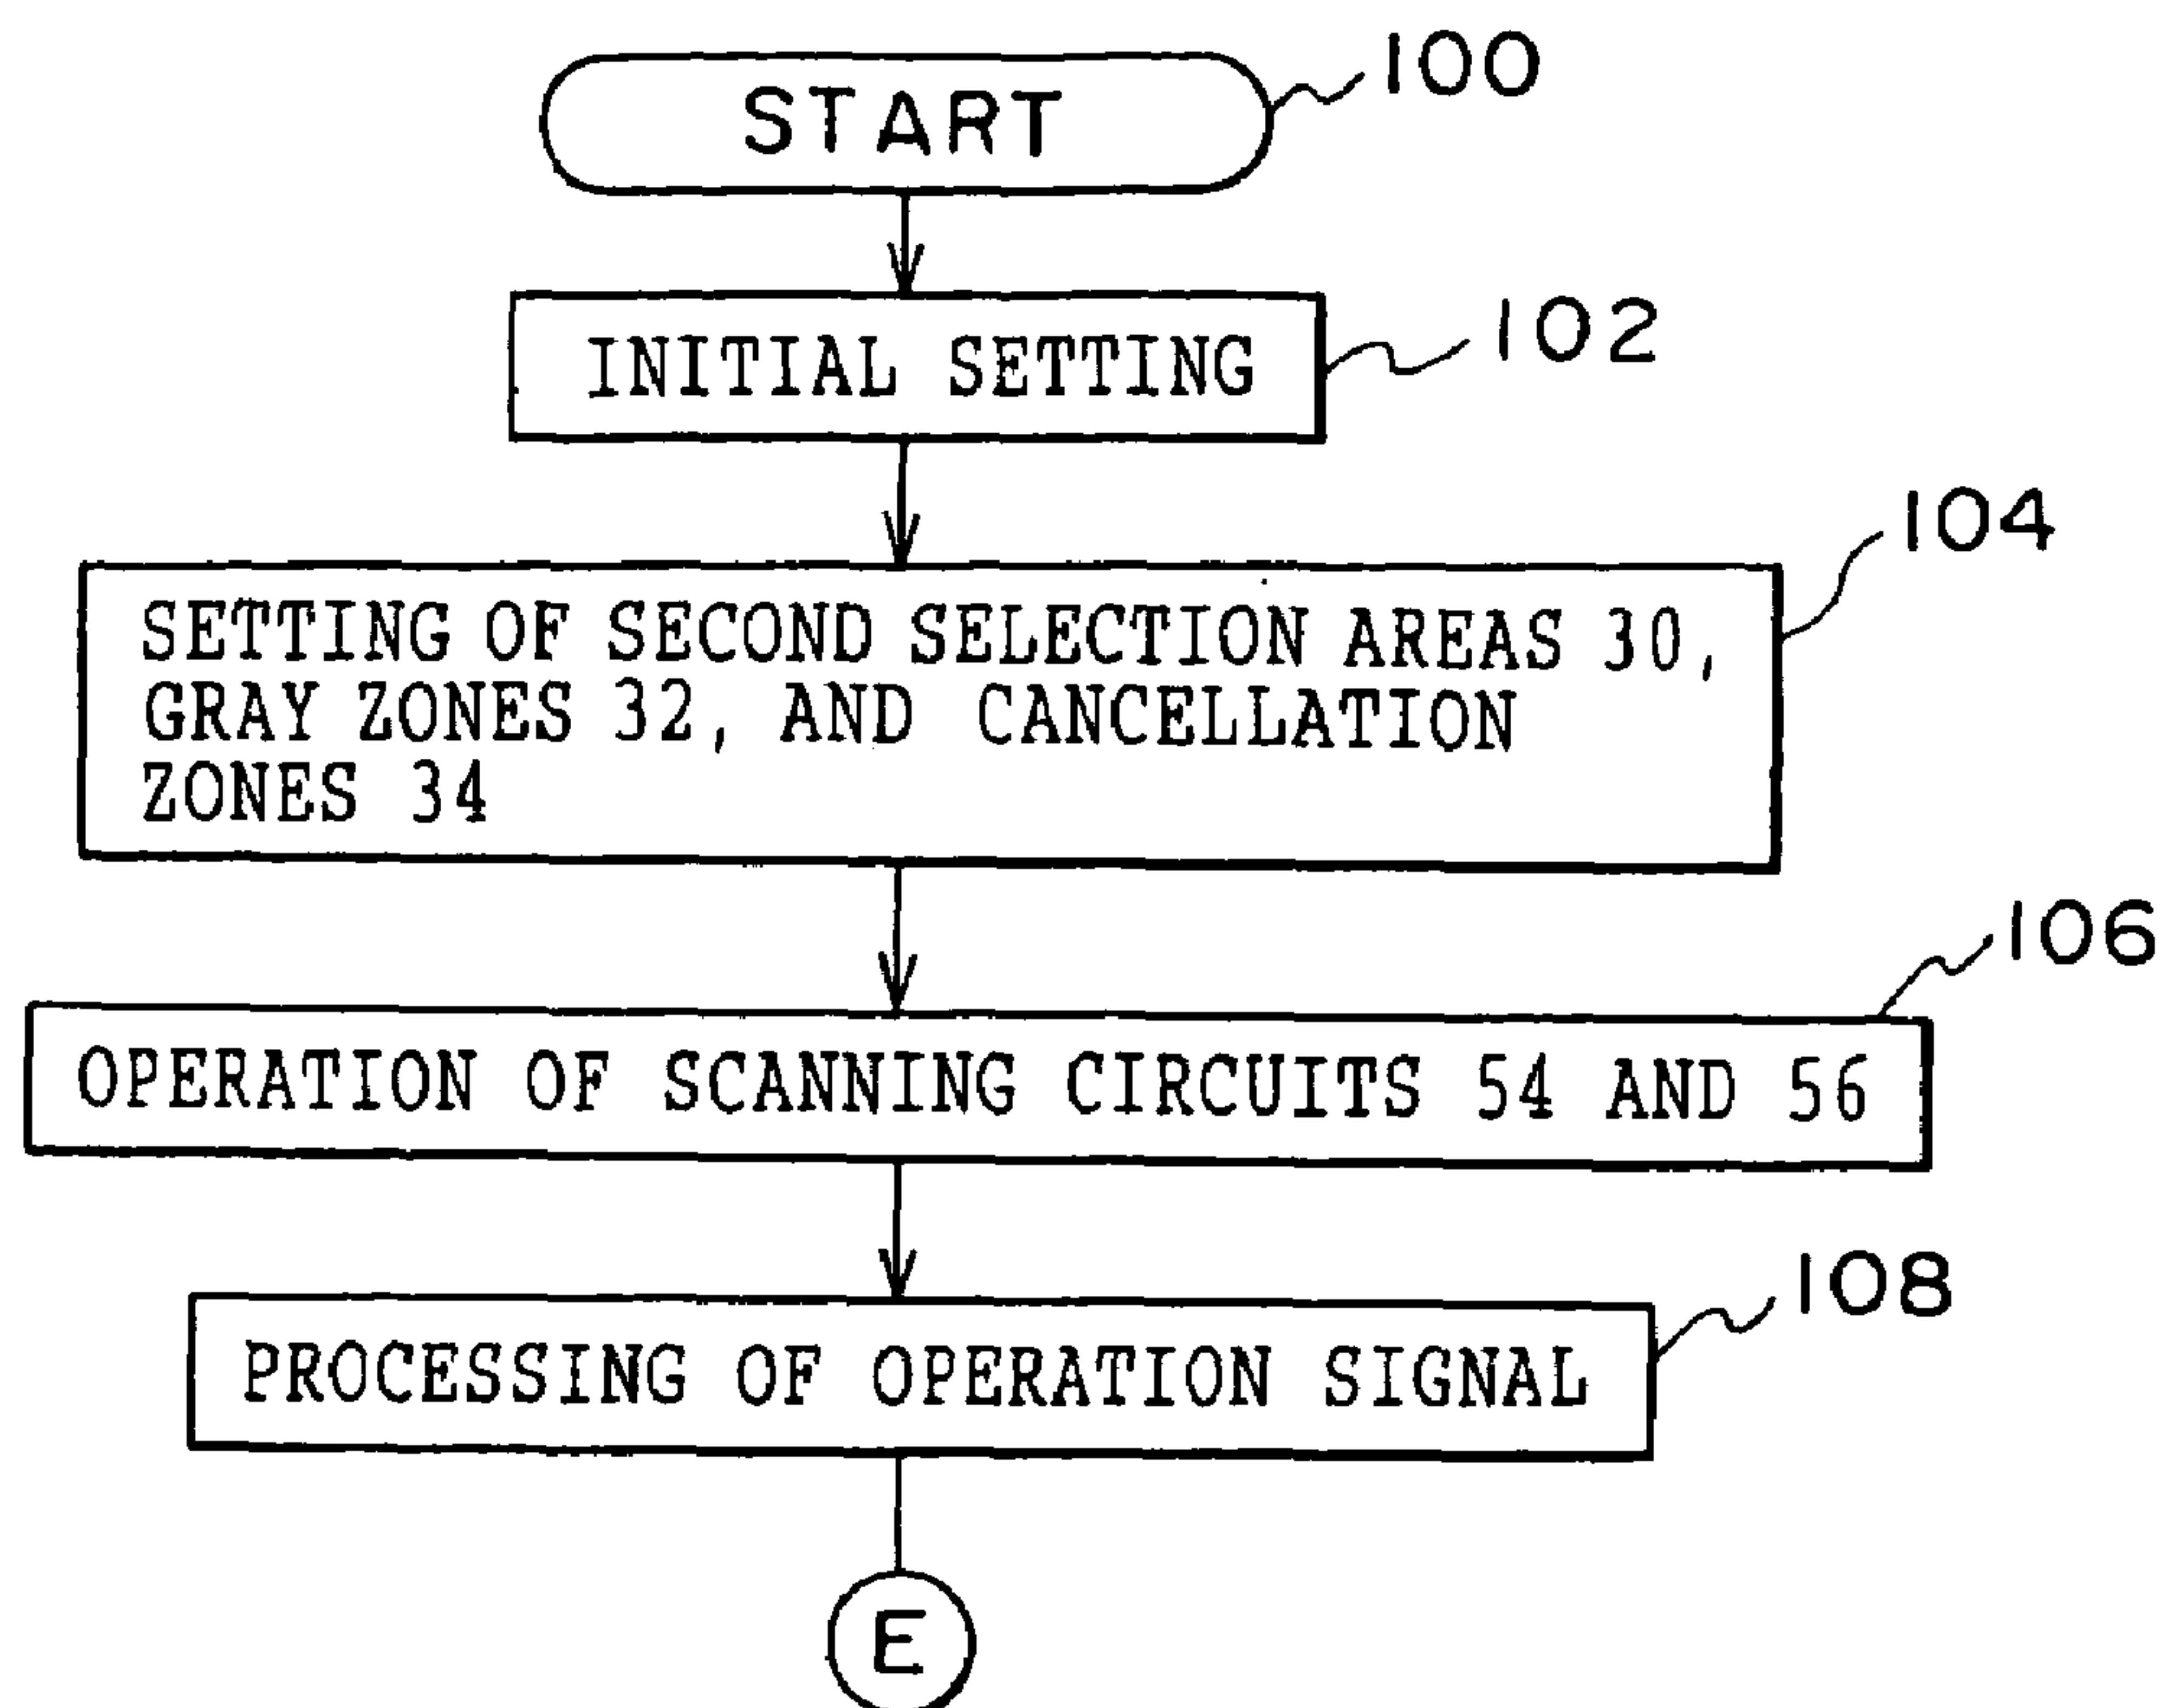 START
100
INITIAL SETTING
102
104
SETTING OF SECOND SELECTION AREAS 30,
GRAY ZONES 32, AND CANCELLATION
ZONES 34
106
OPERATION OF SCANNING CIRCUITS 54 AND 56
108
PROCESSING OF OPERATION SIGNAL
E